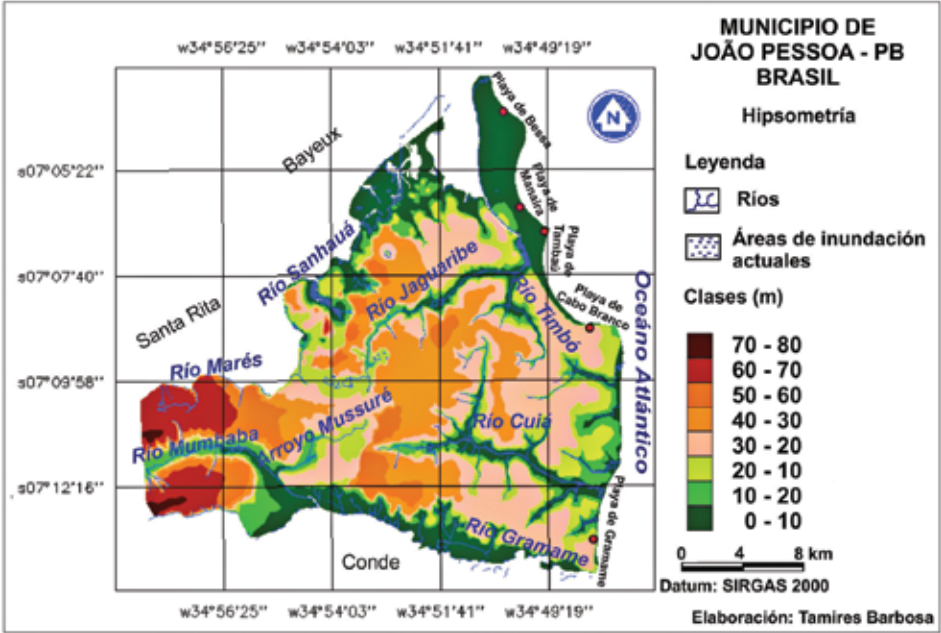 MUNICIPIO DE
JOÃO PESSOA - PB
BRASIL
Hipsometría
Leyenda
Ríos
Áreas de inundación
actuales
Clases (m)
70 - 80
60 - 70
50 - 60
40 - 30
30 - 20
20 - 10
10 - 20
0 - 10
0 4 8 km
Datum: SIRGAS 2000
Elaboración: Tamires Barbosa
w34°56'25'' w34°54'03'' w34°51'41'' w34°49'19''
s07°05'22''
s07°07'40''
s07°09'58''
s07°12'16''
w34°56'25'' w34°54'03'' w34°51'41'' w34°49'19''
N
Bayeux
Santa Rita
Conde
Río Sanhauá
Río Jaguaribe
Río Timbó
Río Marés
Río Mumbaba
Arroyo Mussuré
Río Cuiá
Río Gramame
Océano Atlántico
Playa de Bessa
Playa de
Manaira
Playa de
Tambaú
Playa de
Cabo Branco
Playa de Gramame